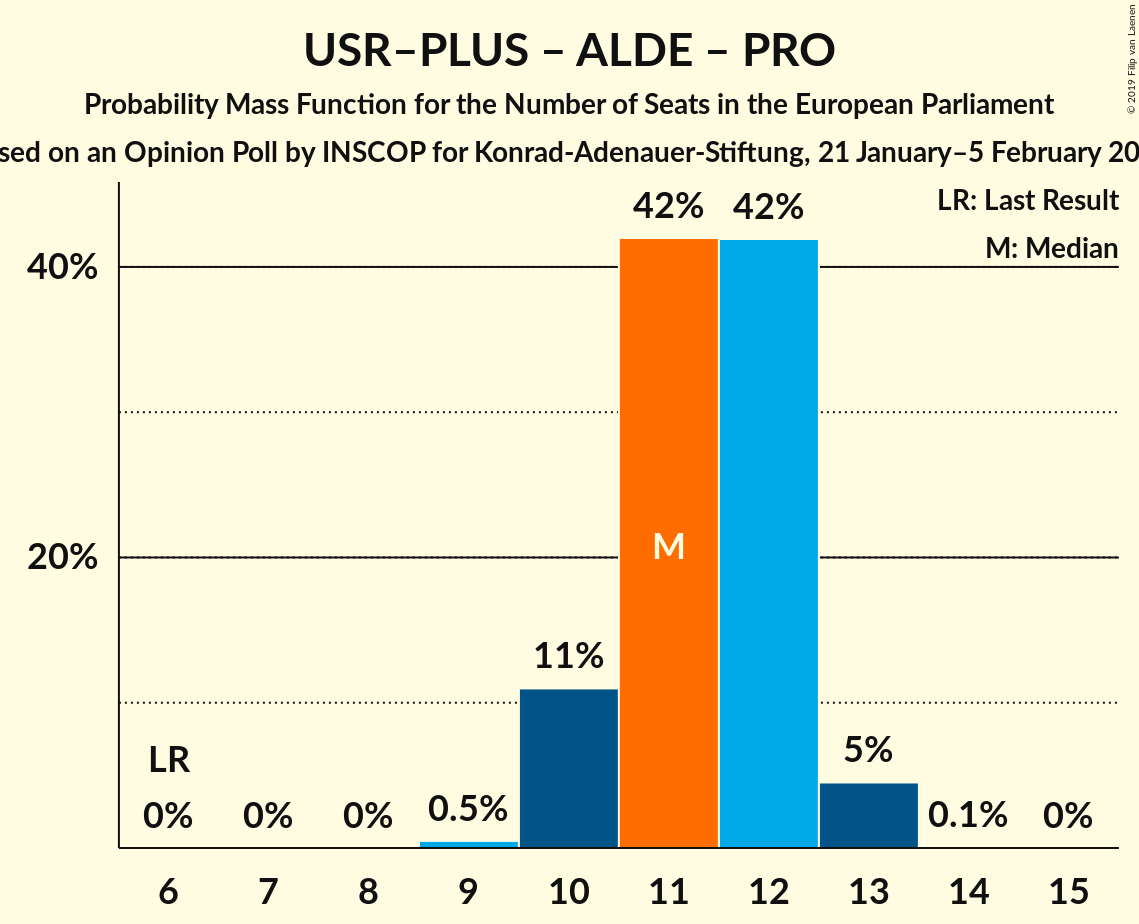 USR–PLUS – ALDE – PRO
Probability Mass Function for the Number of Seats in the European Parliament
on an Opinion Poll by INSCOP for Konrad-Adenauer-Stiftung, 21 January–5 February
© 2019 Filip van Laenen
LR: Last Result
M: Median
42% 42%
40%
M
20%
11%
LR
5%
0% 0% 0% 0.5% 0.1% 0%
6 7 8 9 10 11 12 13 14 15